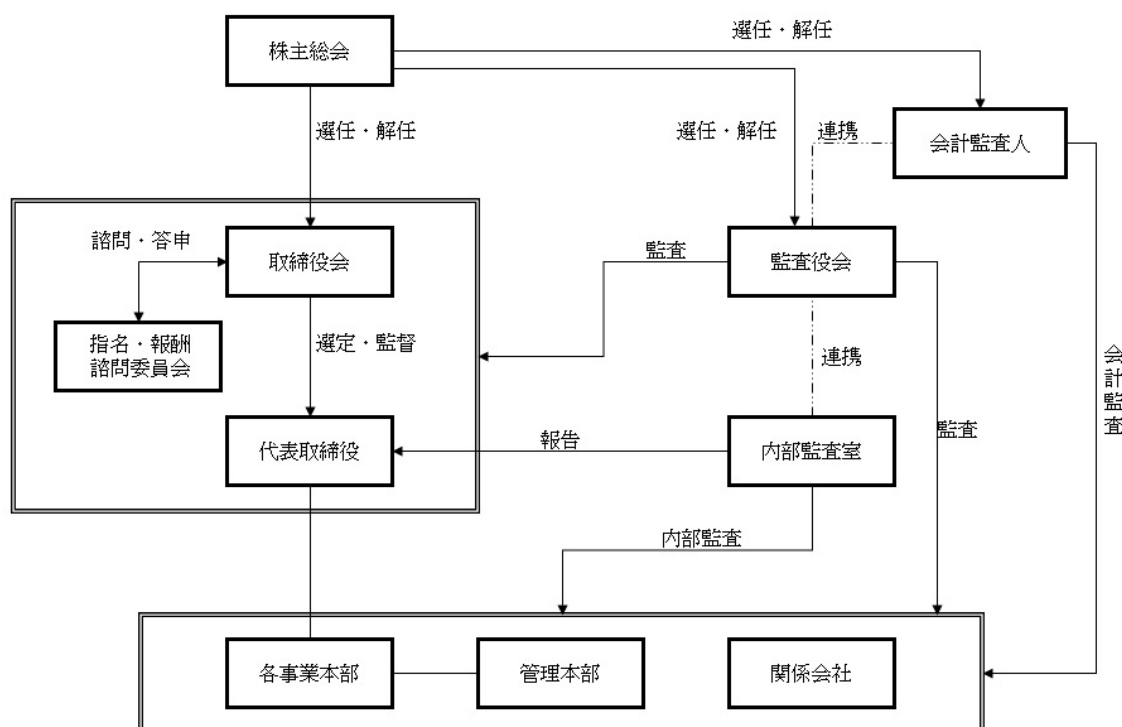 株主総会
選任・解任
選任・解任
選任・解任
連携
会計監査人
諮問・答申
取締役会
監査
監査役会
指名・報酬
諮問委員会
選定・監督
連携
会計監査
代表取締役
報告
内部監査室
監査
内部監査
各事業本部
管理本部
関係会社